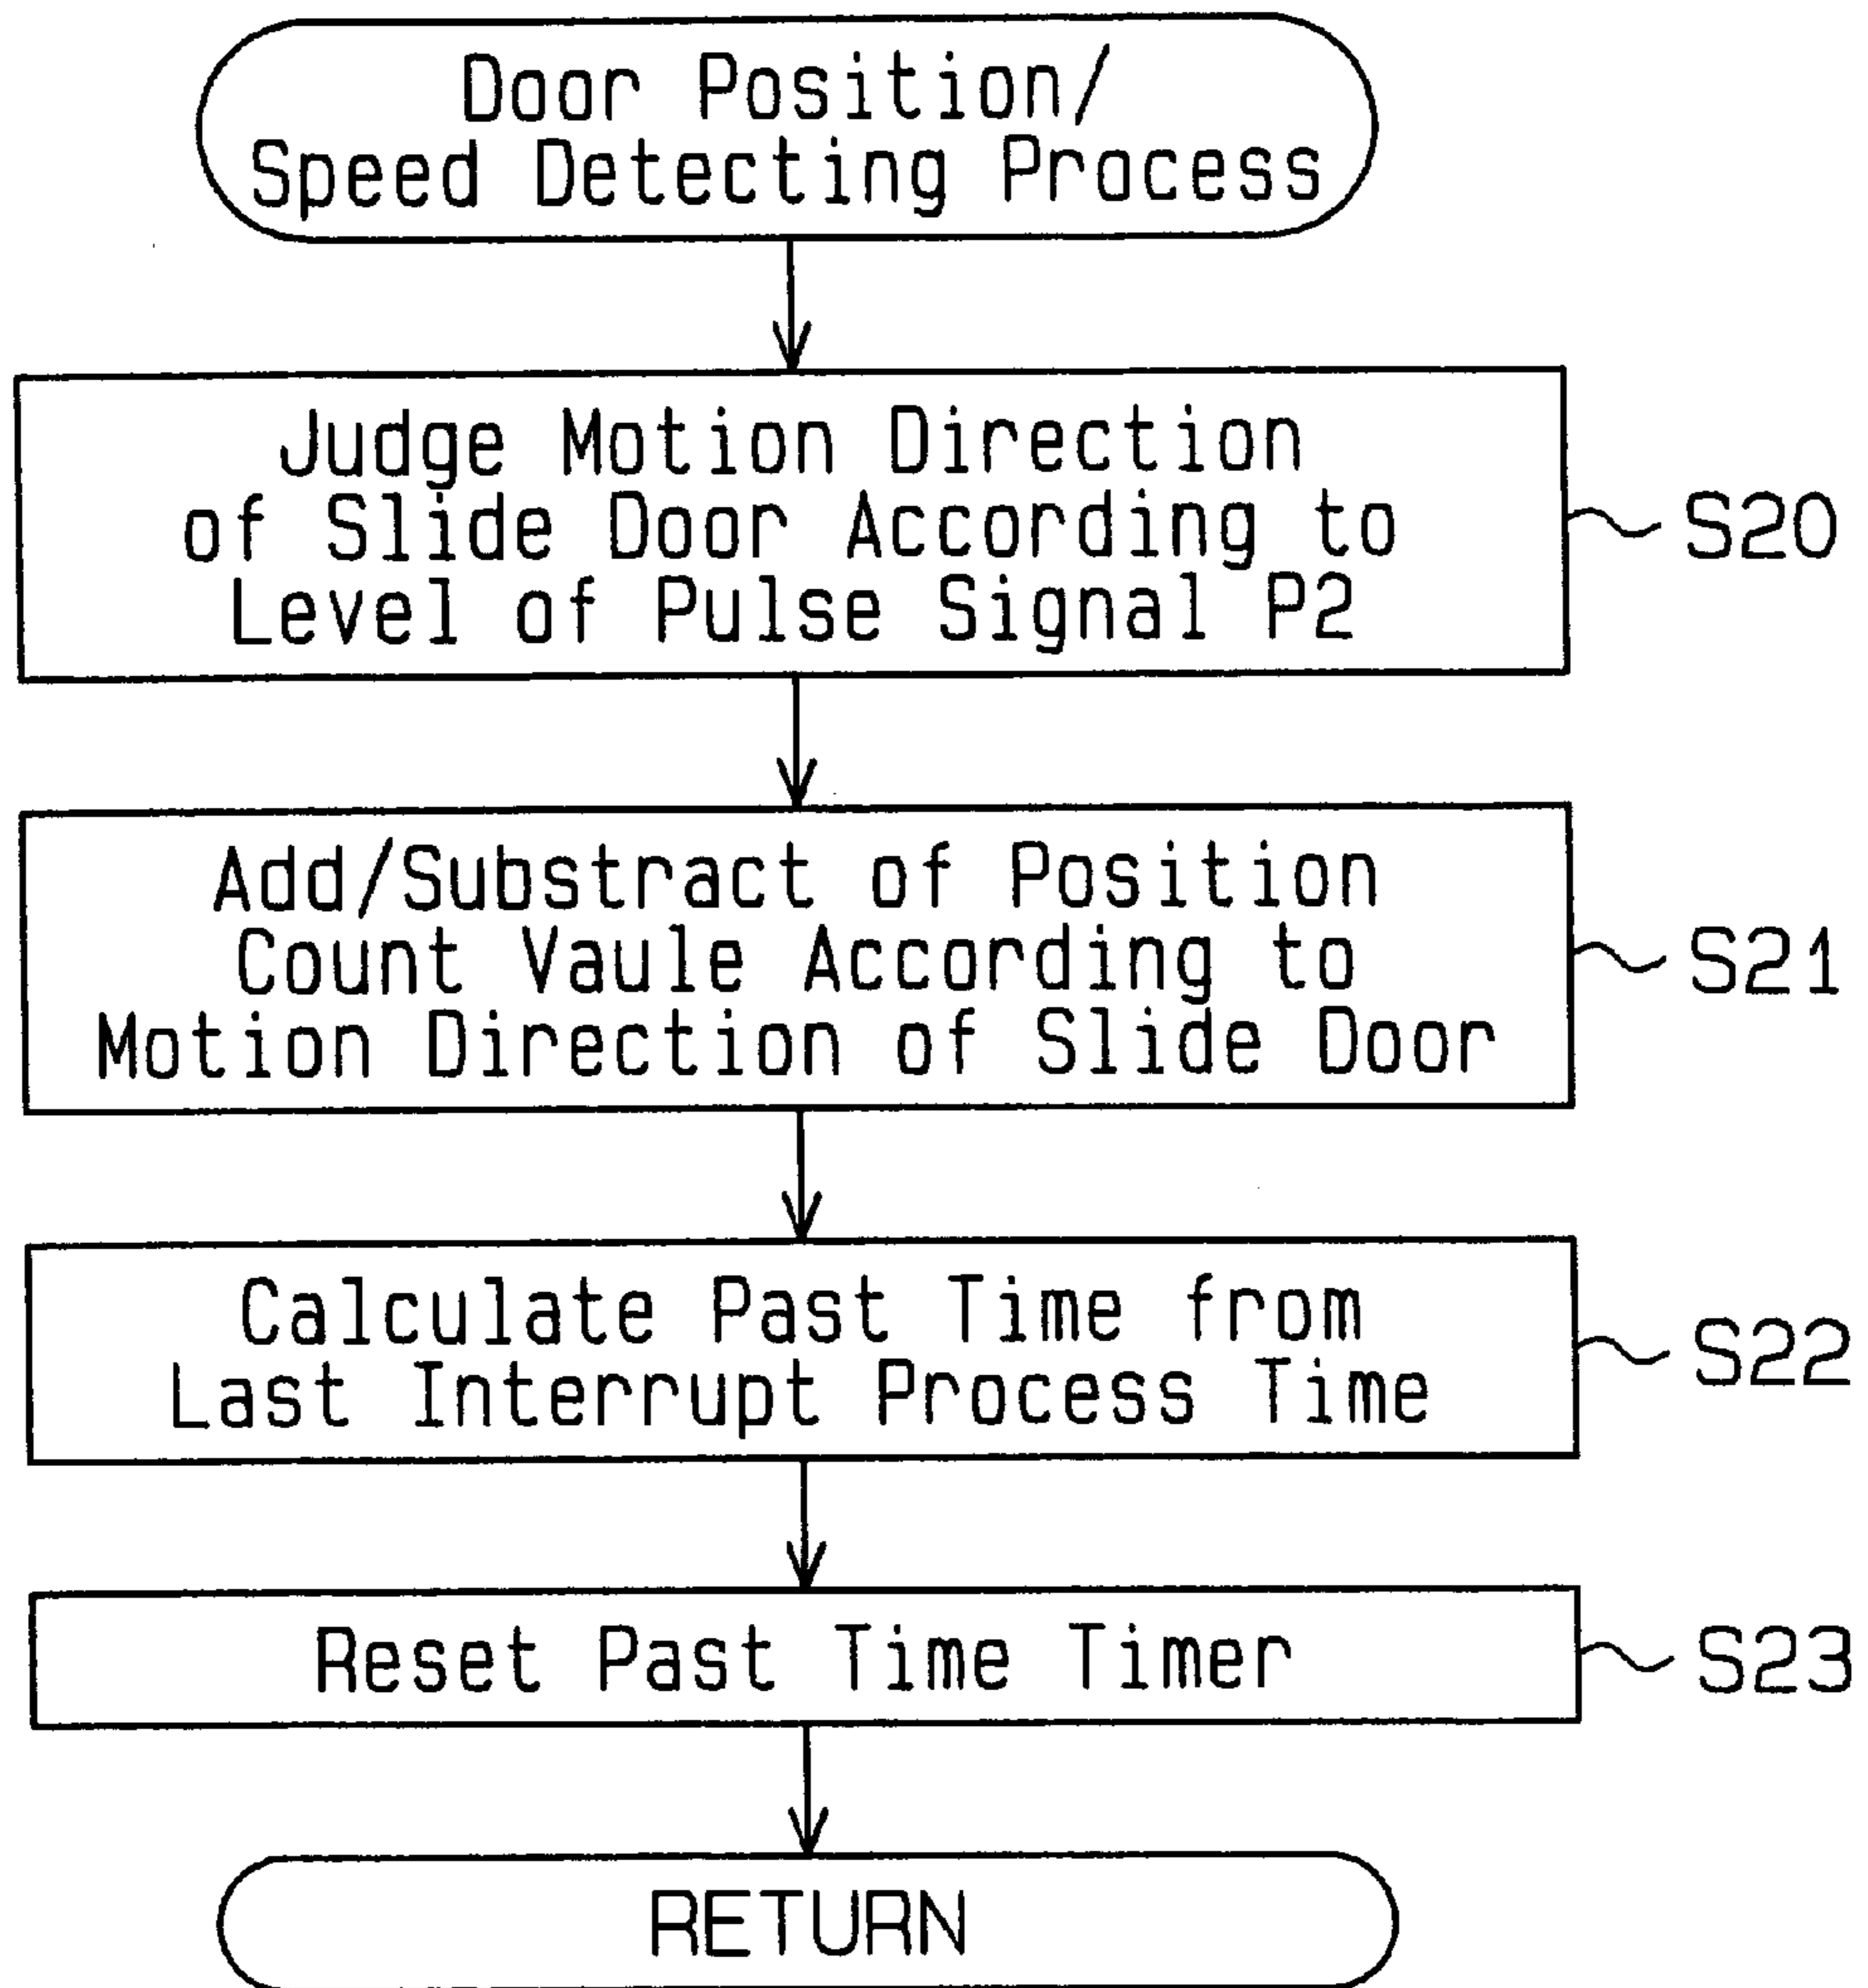 Door Position/
Speed Detecting Process
Judge Motion Direction
of Slide Door According to
Level of Pulse Signal P2
S20
Add/Substract of Position
Count Vaule According to
Motion Direction of Slide Door
S21
Calculate Past Time from
Last Interrupt Process Time
S22
Reset Past Time Timer
S23
RETURN